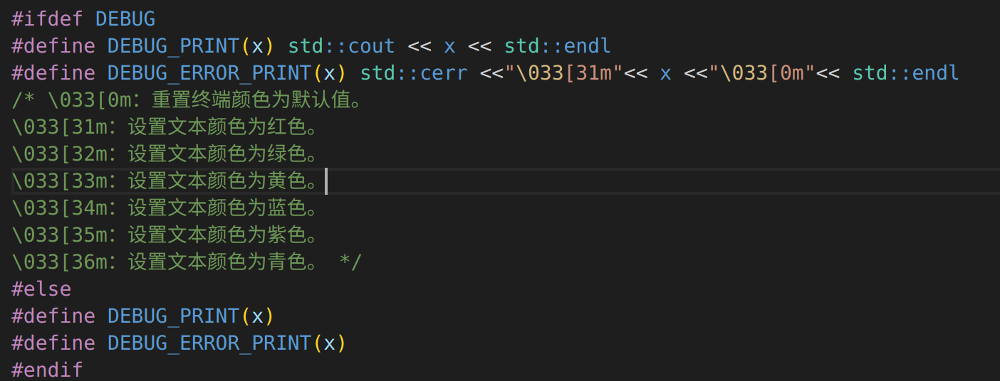 #ifdef DEBUG
#define DEBUG_PRINT(x) std::cout << x << std::endl
#define DEBUG_ERROR_PRINT(x) std::cerr <<"\033[31m"<< x <<"\033[0m"<< std::endl
/* \033[0m：重置终端颜色为默认值。
\033[31m：设置文本颜色为红色。
\033[32m：设置文本颜色为绿色。
\033[33m：设置文本颜色为黄色。
\033[34m：设置文本颜色为蓝色。
\033[35m：设置文本颜色为紫色。
\033[36m：设置文本颜色为青色。 */
#else
#define DEBUG_PRINT(x)
#define DEBUG_ERROR_PRINT(x)
#endif